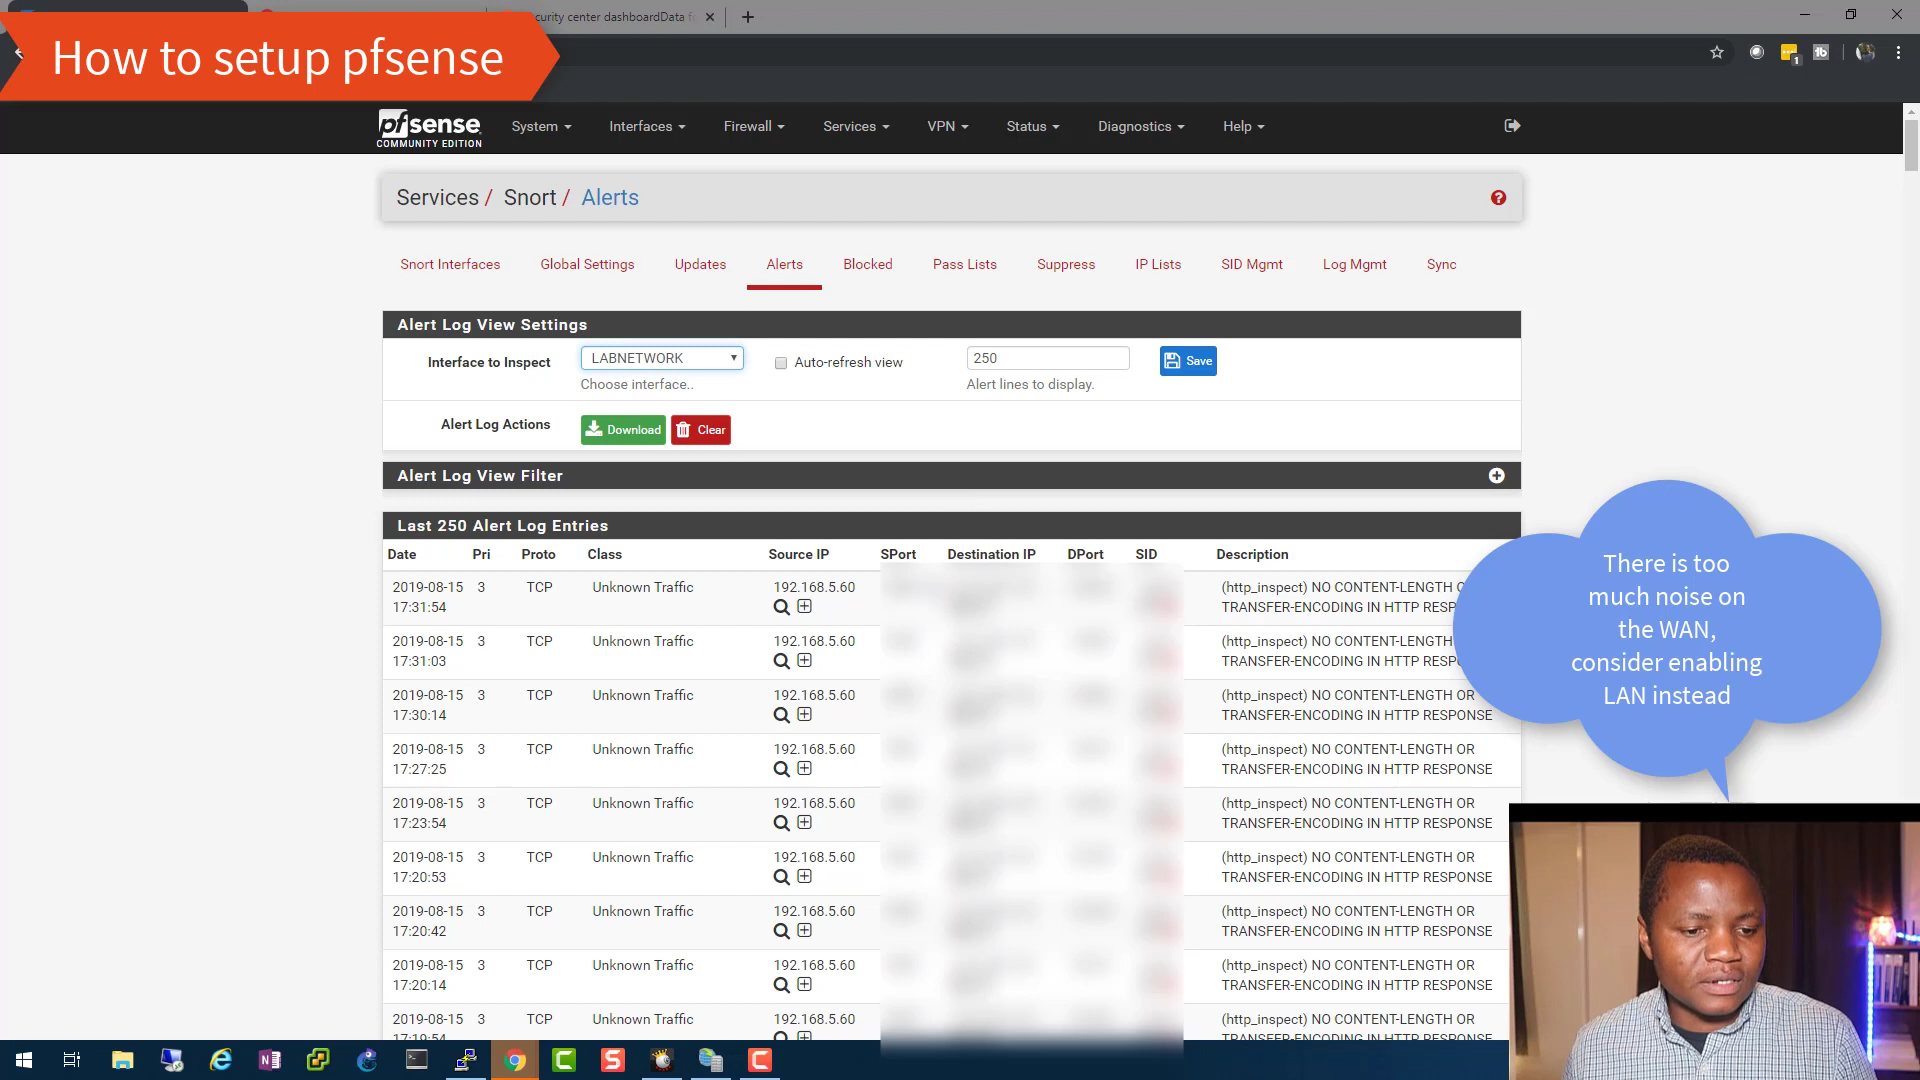 curity center dashboardData f
How to setup pfsense
1
pfsense
COMMUNITY EDITION
System
Interfaces
Firewall
Services
VPN
Status
Diagnostics
Help
Services / Snort / Alerts
Snort Interfaces
Global Settings
Updates
Alerts
Blocked
Pass Lists
Suppress
IP Lists
SID Mgmt
Log Mgmt
Sync
Alert Log View Settings
Interface to Inspect
LABNETWORK
Choose interface..
Auto-refresh view
250
Alert lines to display.
Save
Alert Log Actions
Download
Clear
Alert Log View Filter
Last 250 Alert Log Entries
Date Pri Proto Class Source IP SPort Destination IP DPort SID Description
2019-08-15 3 TCP Unknown Traffic 192.168.5.60 (http_inspect) NO CONTENT-LENGTH
17:31:54 TRANSFER-ENCODING IN HTTP
2019-08-15 3 TCP Unknown Traffic 192.168.5.60 (http_inspect) NO CONTENT-LENGTH
17:31:03 TRANSFER-ENCODING IN HTTP
2019-08-15 3 TCP Unknown Traffic 192.168.5.60 (http_inspect) NO CONTENT-LENGTH OR
17:30:14 TRANSFER-ENCODING IN HTTP RESPONSE
2019-08-15 3 TCP Unknown Traffic 192.168.5.60 (http_inspect) NO CONTENT-LENGTH OR
17:27:25 TRANSFER-ENCODING IN HTTP RESPONSE
2019-08-15 3 TCP Unknown Traffic 192.168.5.60 (http_inspect) NO CONTENT-LENGTH OR
17:23:54 TRANSFER-ENCODING IN HTTP RESPONSE
2019-08-15 3 TCP Unknown Traffic 192.168.5.60 (http_inspect) NO CONTENT-LENGTH OR
17:20:53 TRANSFER-ENCODING IN HTTP RESPONSE
2019-08-15 3 TCP Unknown Traffic 192.168.5.60 (http_inspect) NO CONTENT-LENGTH OR
17:20:42 TRANSFER-ENCODING IN HTTP RESPONSE
2019-08-15 3 TCP Unknown Traffic 192.168.5.60 (http_inspect) NO CONTENT-LENGTH OR
17:20:14 TRANSFER-ENCODING IN HTTP RESPONSE
2019-08-15 3 TCP Unknown Traffic 192.168.5.60 (http_inspect) NO CONTENT-LENGTH OR
17:19:54 TRANSFER-ENCODING IN HTTP RESPONSE
There is too
much noise on
the WAN,
consider enabling
LAN instead